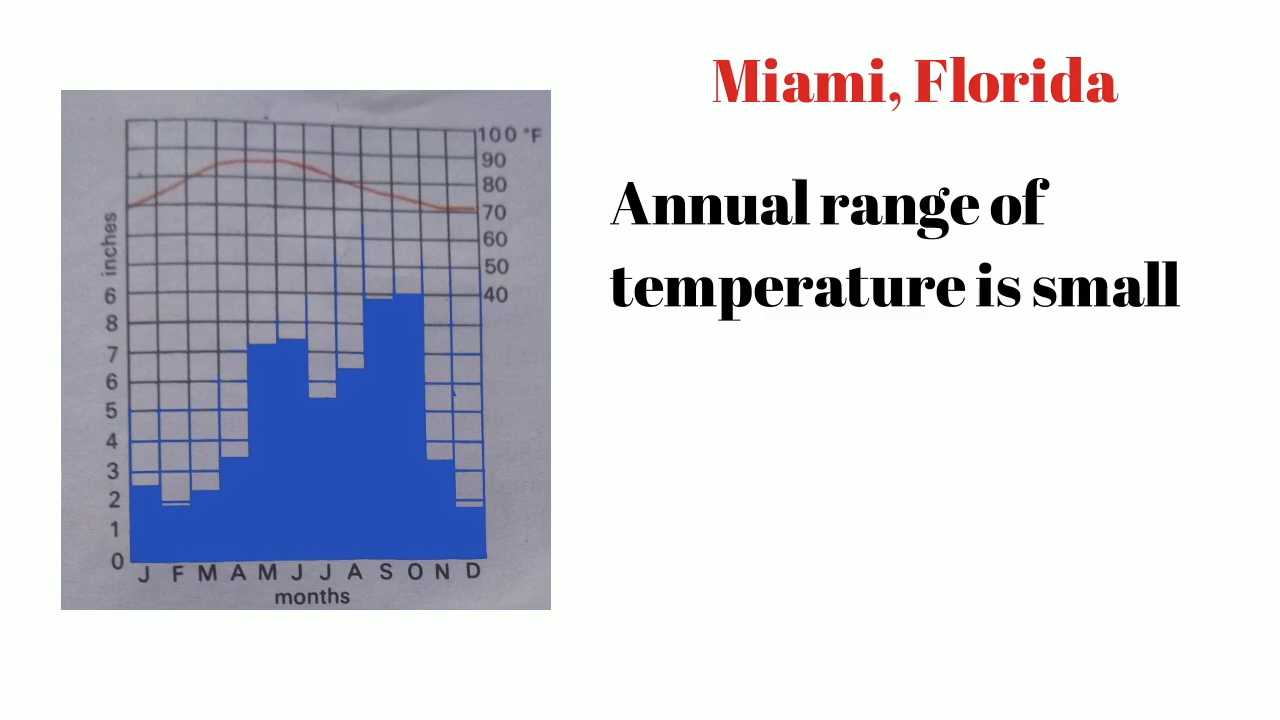 Miami, Florida
Annual range of
temperature is small
100 °F
90
80
70
60
50
40
inches
6
8
7
6
5
4
3
2
1
0
J F M A M J J A S O N D
months